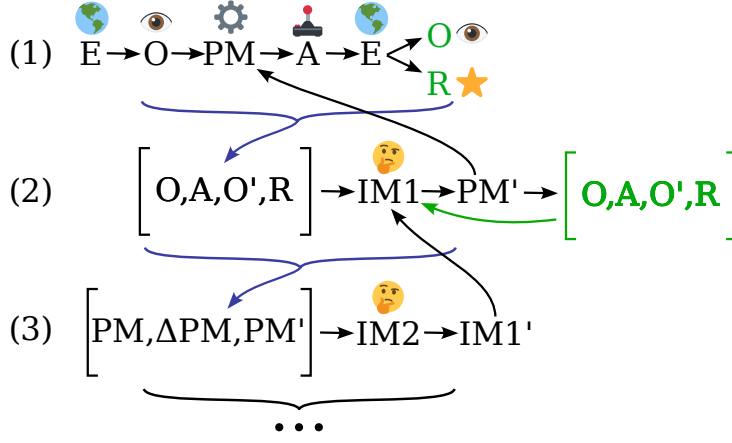 O
(1) E O PM A E
R
(2) [O,A,O',R] IM1 PM' [O,A,O',R]
(3) [PM,ΔPM,PM'] IM2 IM1'
...